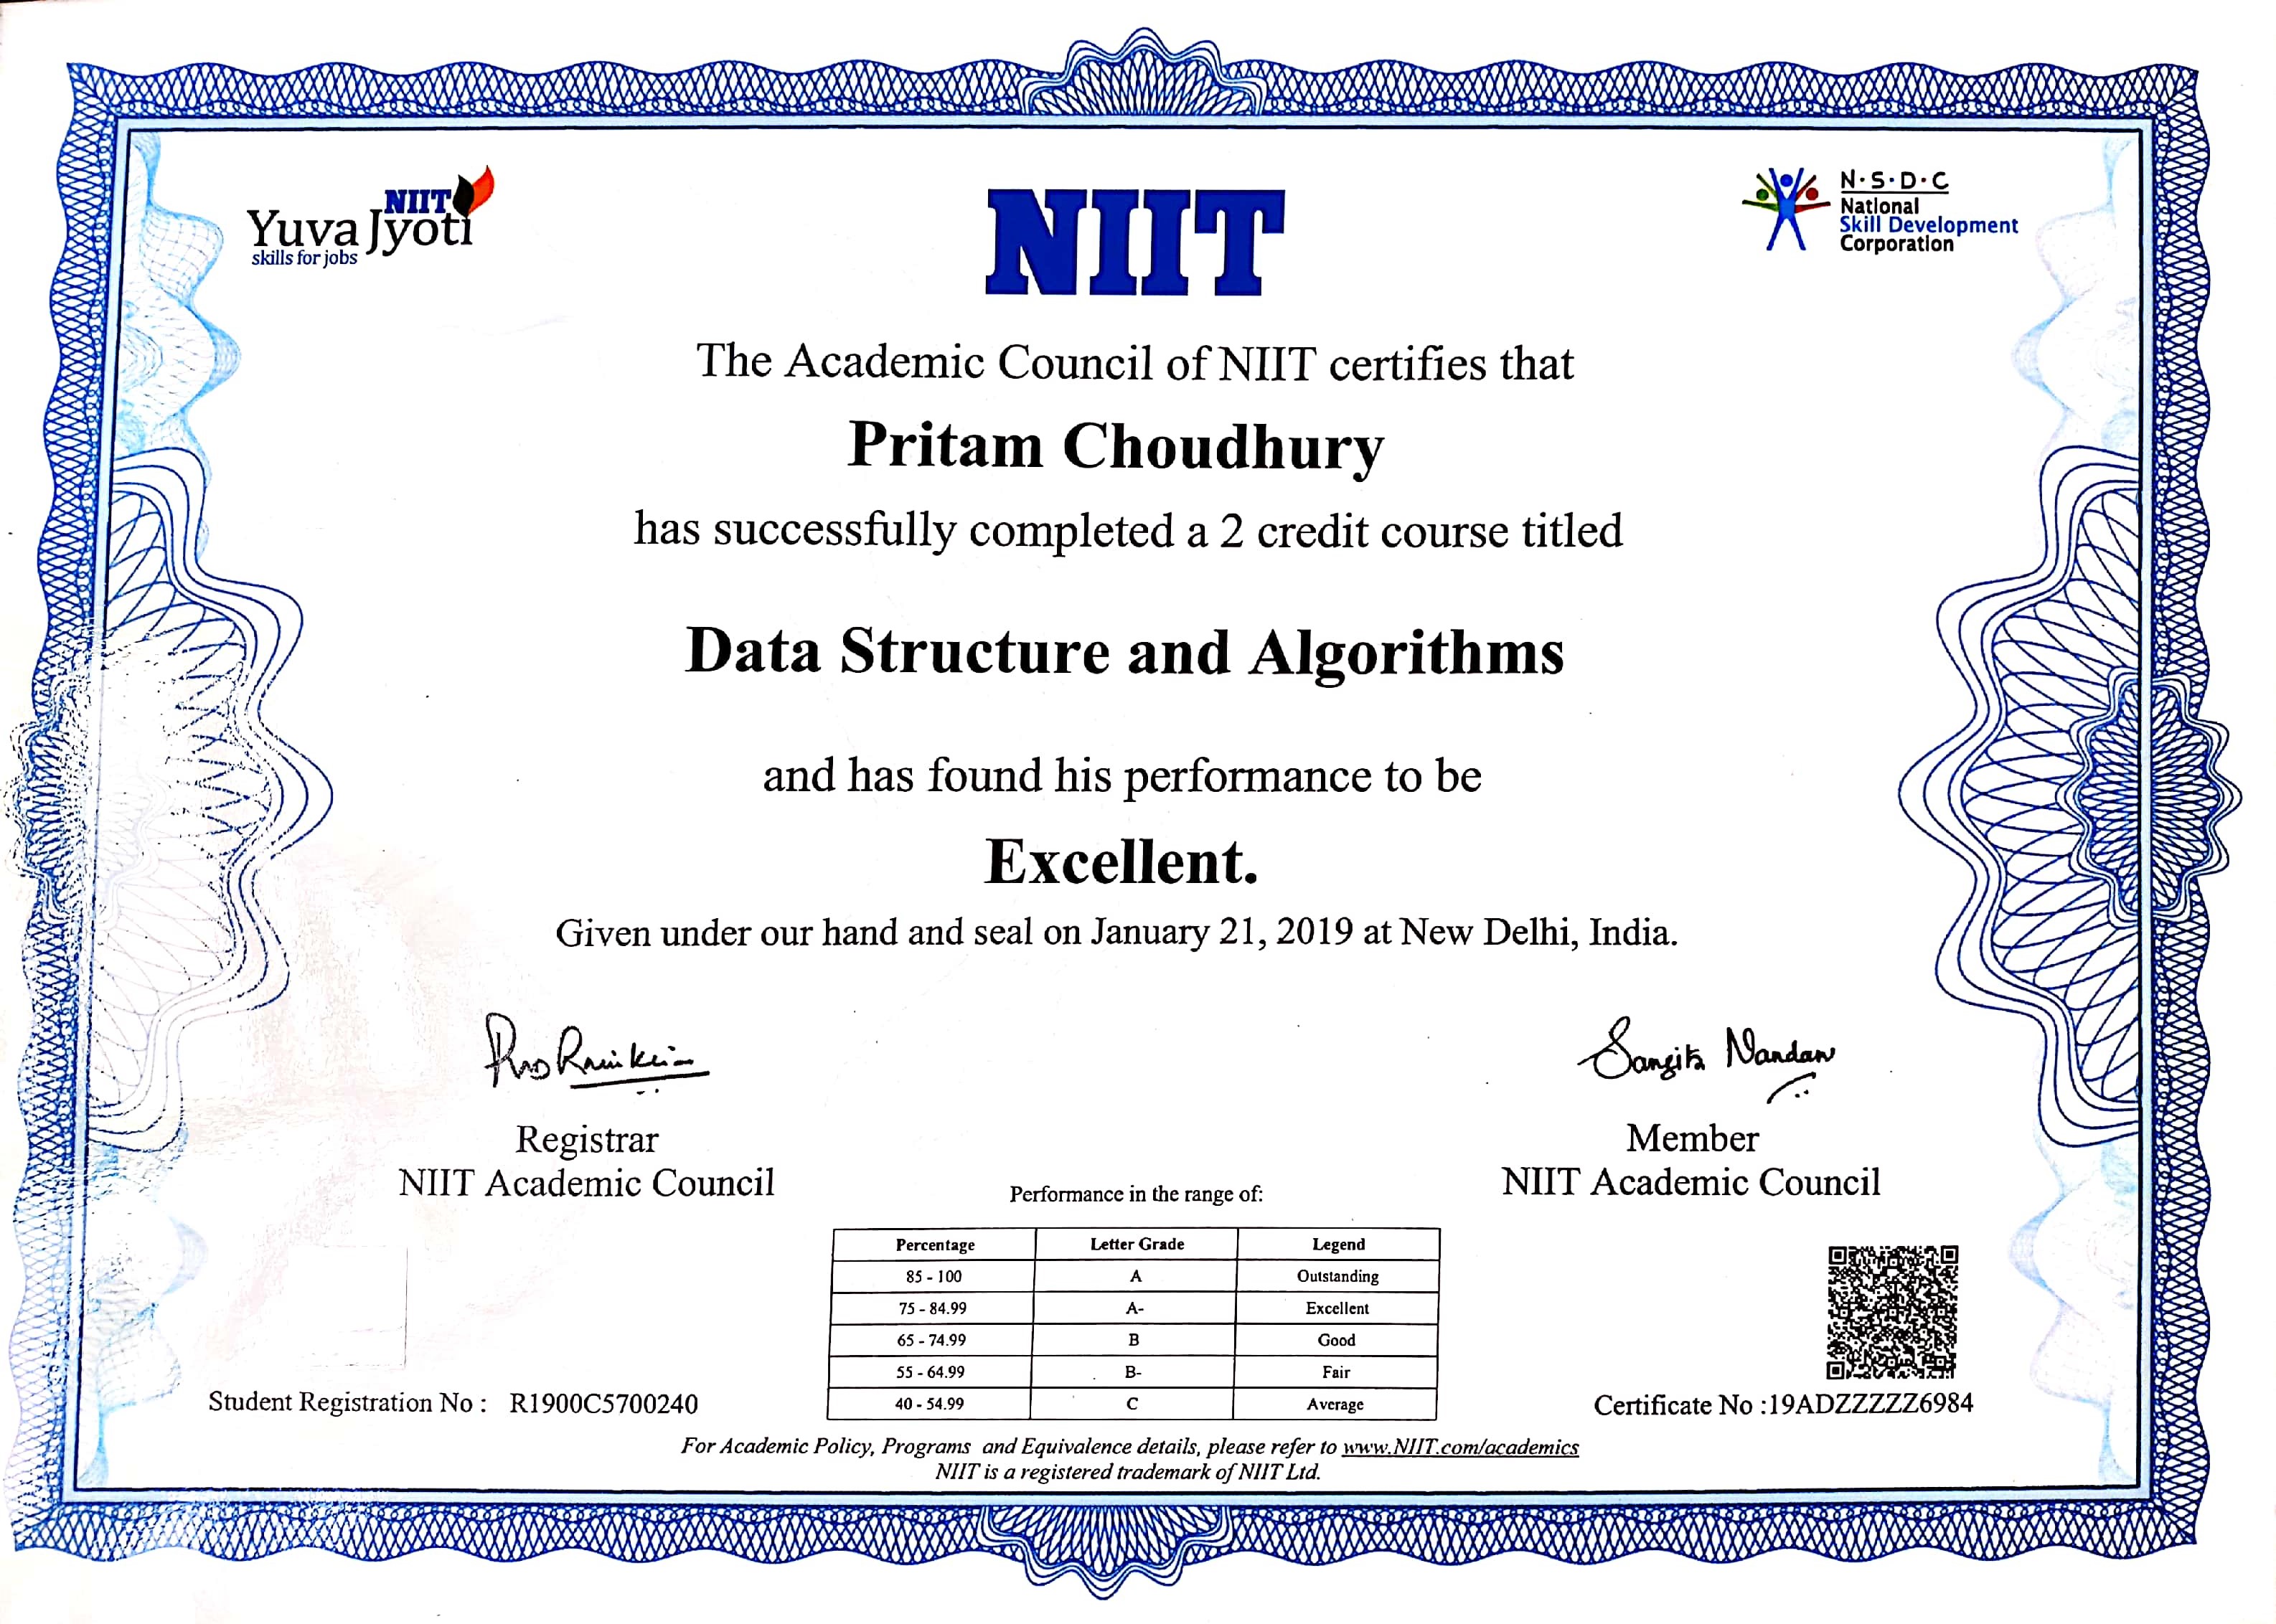 NIIT
Yuva Jyoti
skills for jobs
NIIT
N·S·D·C
National
Skill Development
Corporation
The Academic Council of NIIT certifies that
Pritam Choudhury
has successfully completed a 2 credit course titled
Data Structure and Algorithms
and has found his performance to be
Excellent.
Given under our hand and seal on January 21, 2019 at New Delhi, India.
Sangita Nandan
Registrar
NIIT Academic Council
Member
NIIT Academic Council
Performance in the range of:
Percentage Letter Grade Legend
85 - 100 A Outstanding
75 - 84.99 A- Excellent
65 - 74.99 B Good
55 - 64.99 B- Fair
40 - 54.99 C Average
Student Registration No : R1900C5700240
Certificate No :19ADZZZZZ6984
For Academic Policy, Programs and Equivalence details, please refer to www.NIIT.com/academics
NIIT is a registered trademark of NIIT Ltd.